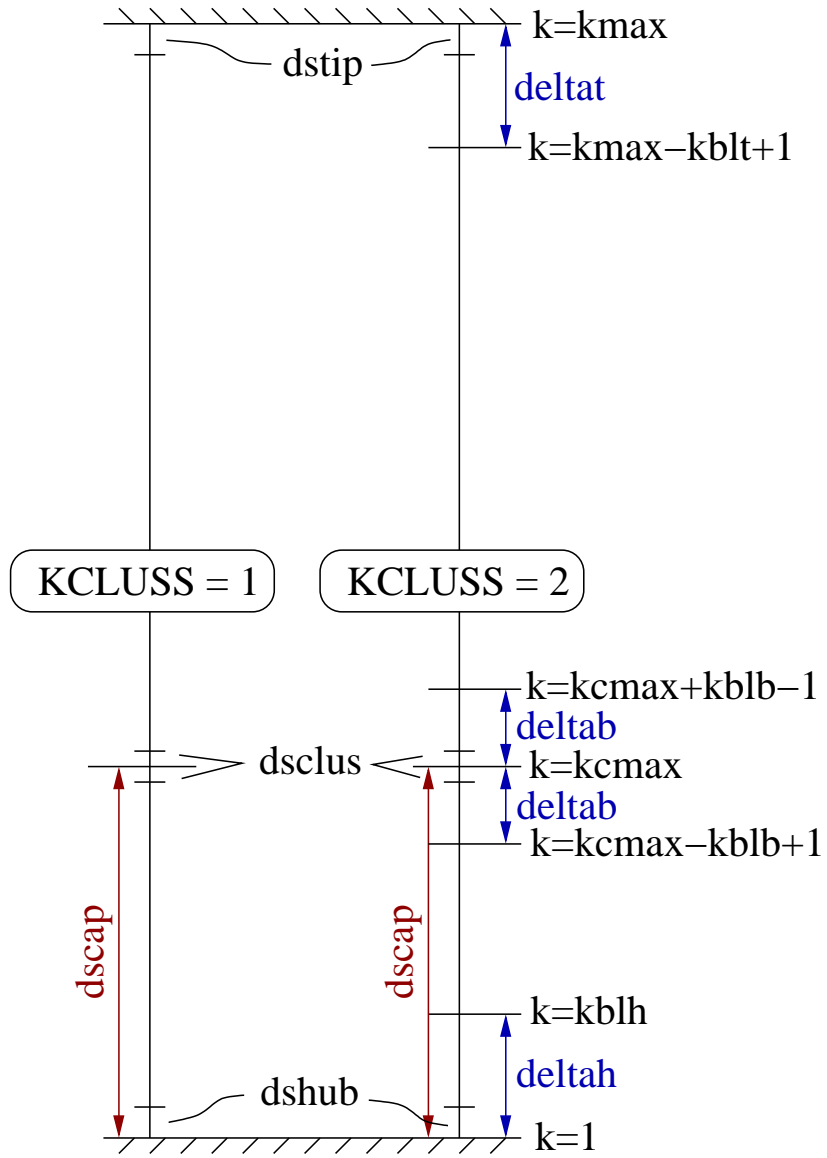 k=kmax
dstip
deltat
k=kmax−kblt+1
KCLUSS = 1
KCLUSS = 2
k=kcmax+kblb−1
deltab
dsclus
k=kcmax
deltab
k=kcmax−kblb+1
dscap
dscap
k=kblh
deltah
dshub
k=1